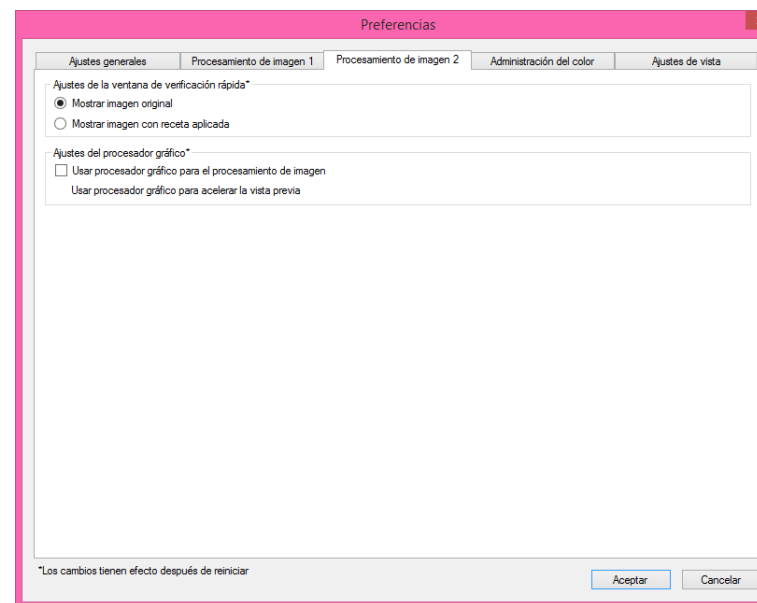 Preferencias
Ajustes generales
Procesamiento de imagen 1
Procesamiento de imagen 2
Administración del color
Ajustes de vista
Ajustes de la ventana de verificación rápida*
Mostrar imagen original
Mostrar imagen con receta aplicada
Ajustes del procesador gráfico*
Usar procesador gráfico para el procesamiento de imagen
Usar procesador gráfico para acelerar la vista previa
*Los cambios tienen efecto después de reiniciar
Aceptar
Cancelar